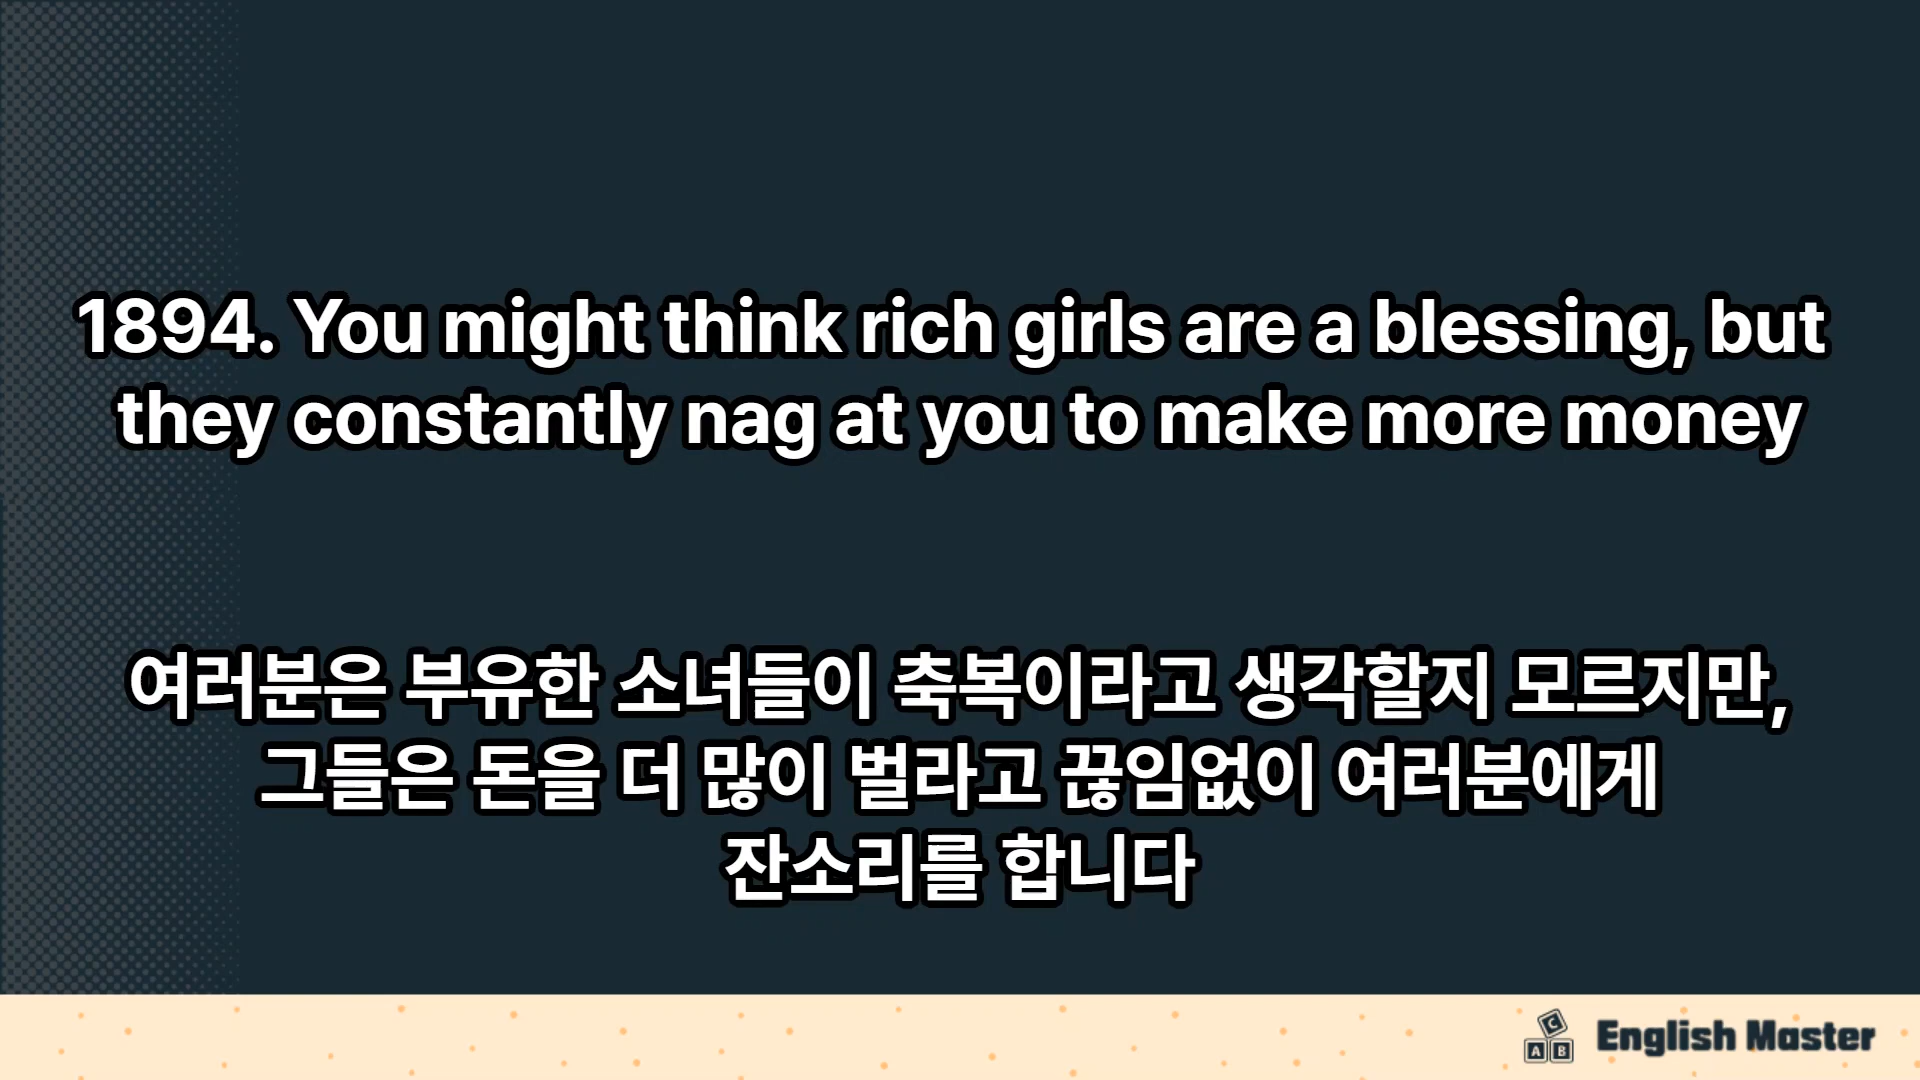 1894. You might think rich girls are a blessing, but
they constantly nag at you to make more money
여러분은 부유한 소녀들이 축복이라고 생각할지 모르지만,
그들은 돈을 더 많이 벌라고 끊임없이 여러분에게
잔소리를 합니다
C
A B
English Master